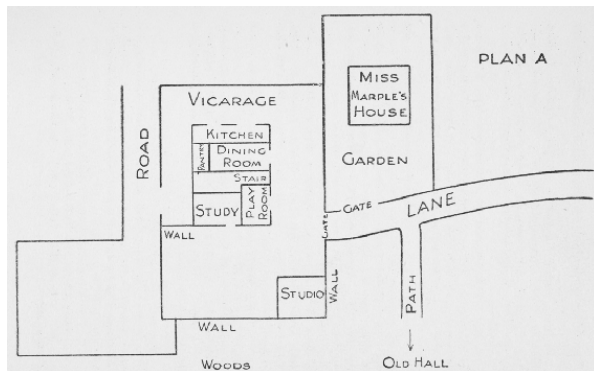 PLAN A
MISS
MARPLE'S
HOUSE
VICARAGE
KITCHEN
PANTRY
DINING
ROOM
STAIR
ROAD
GARDEN
STUDY
PLAY
ROOM
GATE
LANE
GATE
WALL
PATH
STUDIO
WALL
WALL
WOODS
OLD HALL